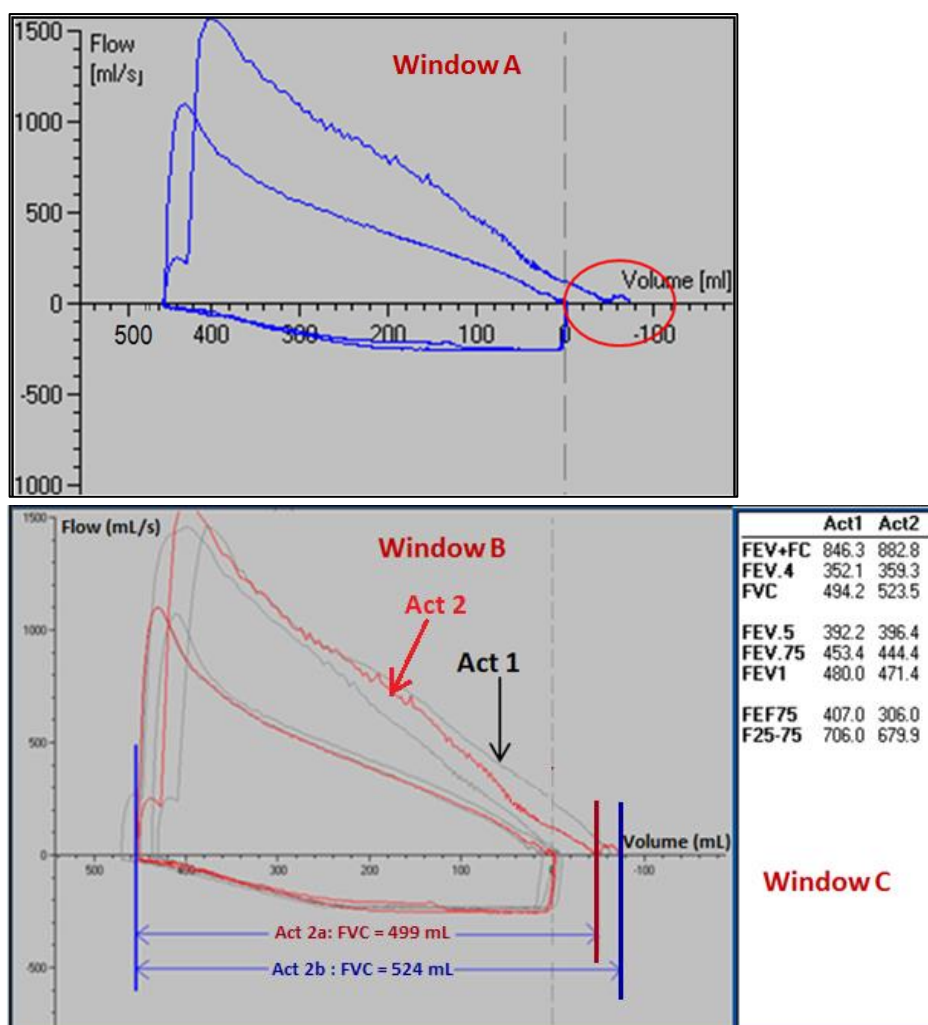 1500
Flow
[ml/s]
Window A
1000
500
Volume [ml]
0
500 400 300 200 100 0 -100
-500
1000
1500
Flow (mL/s)
Window B
Act 2
1000
Act 1
500
Volume (mL)
0
500 400 300 200 100 0 -100
Act 2a: FVC = 499 mL
Act 2b : FVC = 524 mL
-500
Act1 Act2
FEV+FC 846.3 882.8
FEV.4 352.1 359.3
FVC 494.2 523.5
FEV.5 392.2 396.4
FEV.75 453.4 444.4
FEV1 480.0 471.4
FEF75 407.0 306.0
F25-75 706.0 679.9
Window C